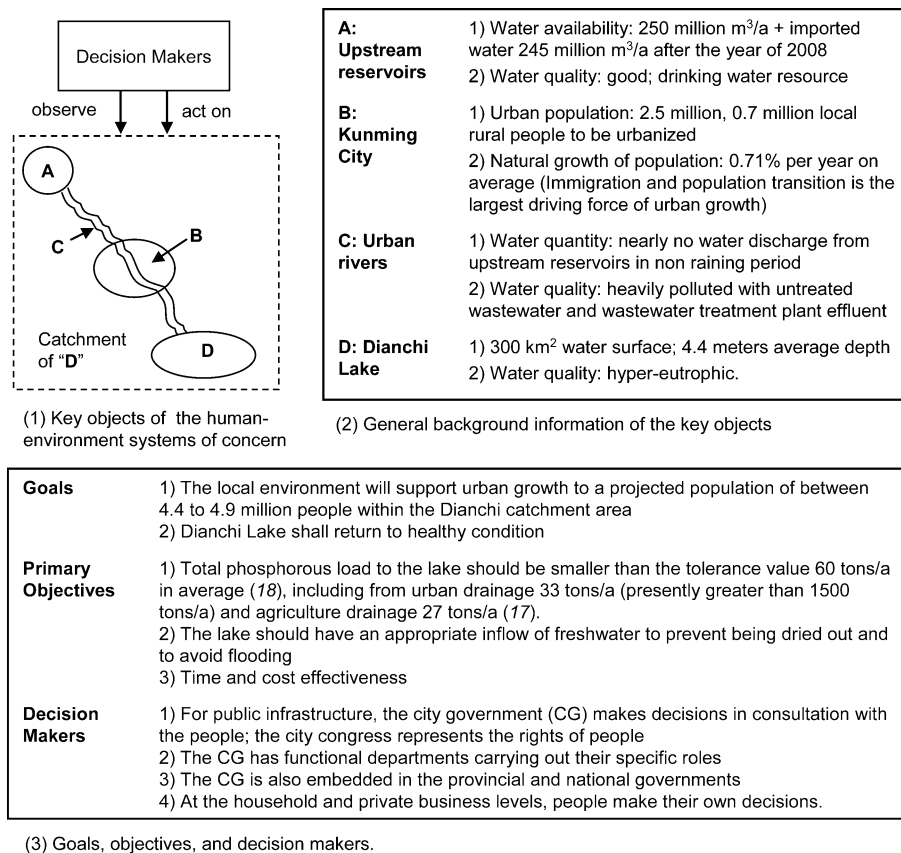 Decision Makers
observe
act on
A
B
C
D
Catchment
of “D”
(1) Key objects of the human-
environment systems of concern
A:
Upstream
reservoirs
1) Water availability: 250 million m³/a + imported
water 245 million m³/a after the year of 2008
2) Water quality: good; drinking water resource
B:
Kunming
City
1) Urban population: 2.5 million, 0.7 million local
rural people to be urbanized
2) Natural growth of population: 0.71% per year on
average (Immigration and population transition is the
largest driving force of urban growth)
C: Urban
rivers
1) Water quantity: nearly no water discharge from
upstream reservoirs in non raining period
2) Water quality: heavily polluted with untreated
wastewater and wastewater treatment plant effluent
D: Dianchi
Lake
1) 300 km² water surface; 4.4 meters average depth
2) Water quality: hyper-eutrophic.
(2) General background information of the key objects
Goals
1) The local environment will support urban growth to a projected population of between
4.4 to 4.9 million people within the Dianchi catchment area
2) Dianchi Lake shall return to healthy condition
Primary
Objectives
1) Total phosphorous load to the lake should be smaller than the tolerance value 60 tons/a
in average (18), including from urban drainage 33 tons/a (presently greater than 1500
tons/a) and agriculture drainage 27 tons/a (17).
2) The lake should have an appropriate inflow of freshwater to prevent being dried out and
to avoid flooding
3) Time and cost effectiveness
Decision
Makers
1) For public infrastructure, the city government (CG) makes decisions in consultation with
the people; the city congress represents the rights of people
2) The CG has functional departments carrying out their specific roles
3) The CG is also embedded in the provincial and national governments
4) At the household and private business levels, people make their own decisions.
(3) Goals, objectives, and decision makers.